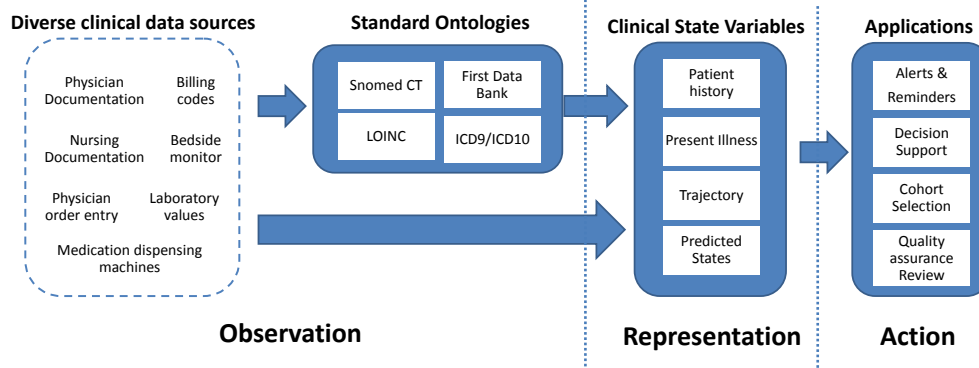 Diverse clinical data sources
Physician
Documentation
Billing
codes
Nursing
Documentation
Bedside
monitor
Physician
order entry
Laboratory
values
Medication dispensing
machines
Standard Ontologies
Snomed CT
First Data
Bank
LOINC
ICD9/ICD10
Clinical State Variables
Patient
history
Present Illness
Trajectory
Predicted
States
Applications
Alerts &
Reminders
Decision
Support
Cohort
Selection
Quality
assurance
Review
Observation
Representation
Action